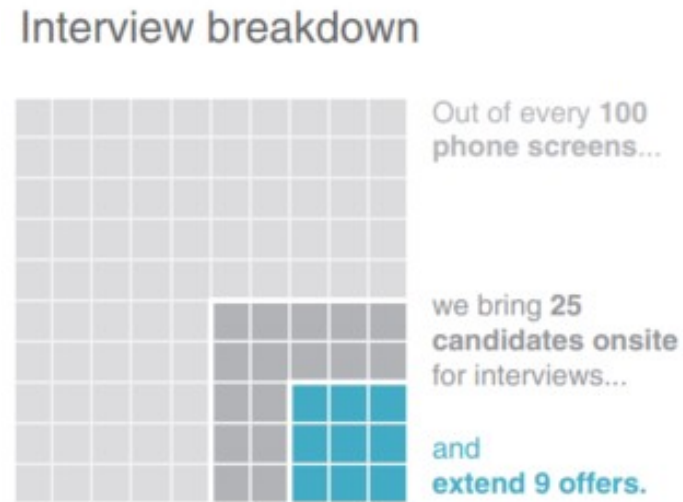 Interview breakdown
Out of every 100
phone screens...
we bring 25
candidates onsite
for interviews...
and
extend 9 offers.